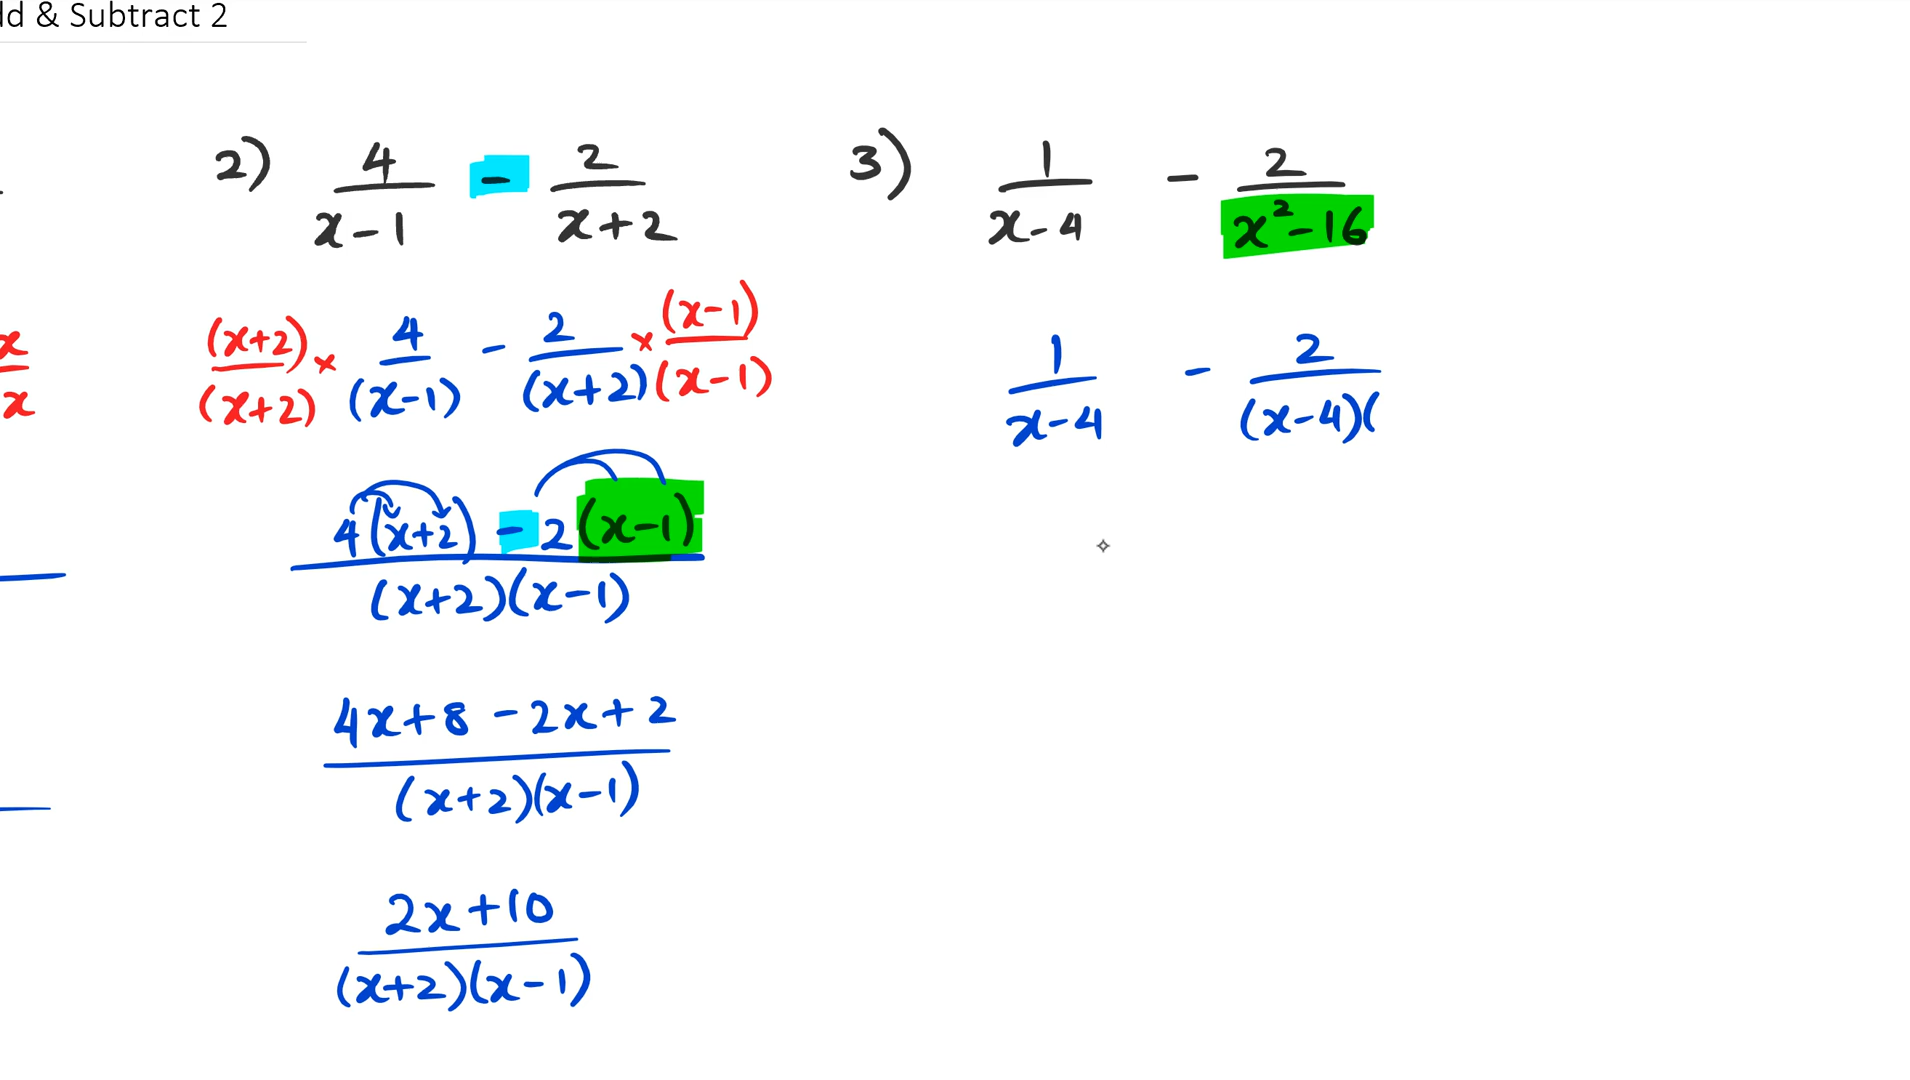 dd & Subtract 2
2) 4/(x-1) - 2/(x+2)
(x+2)/(x+2) × 4/(x-1) - 2/(x+2) × (x-1)/(x-1)
(4(x+2) - 2(x-1))/((x+2)(x-1))
(4x+8 - 2x+2)/((x+2)(x-1))
(2x+10)/((x+2)(x-1))
3) 1/(x-4) - 2/(x²-16)
1/(x-4) - 2/((x-4)(
x
x